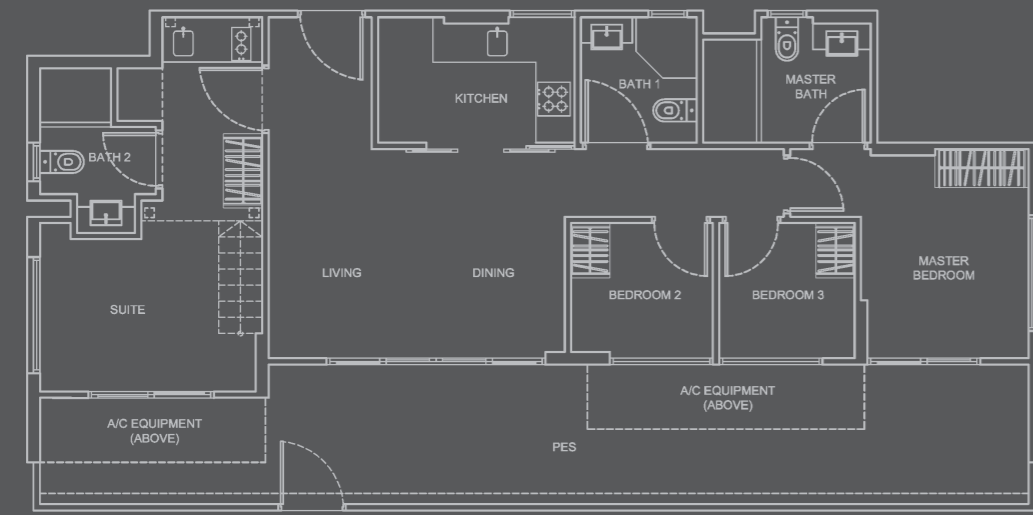 KITCHEN
BATH 1
MASTER
BATH
BATH 2
LIVING
DINING
MASTER
BEDROOM
SUITE
BEDROOM 2
BEDROOM 3
A/C EQUIPMENT
(ABOVE)
A/C EQUIPMENT
(ABOVE)
PES